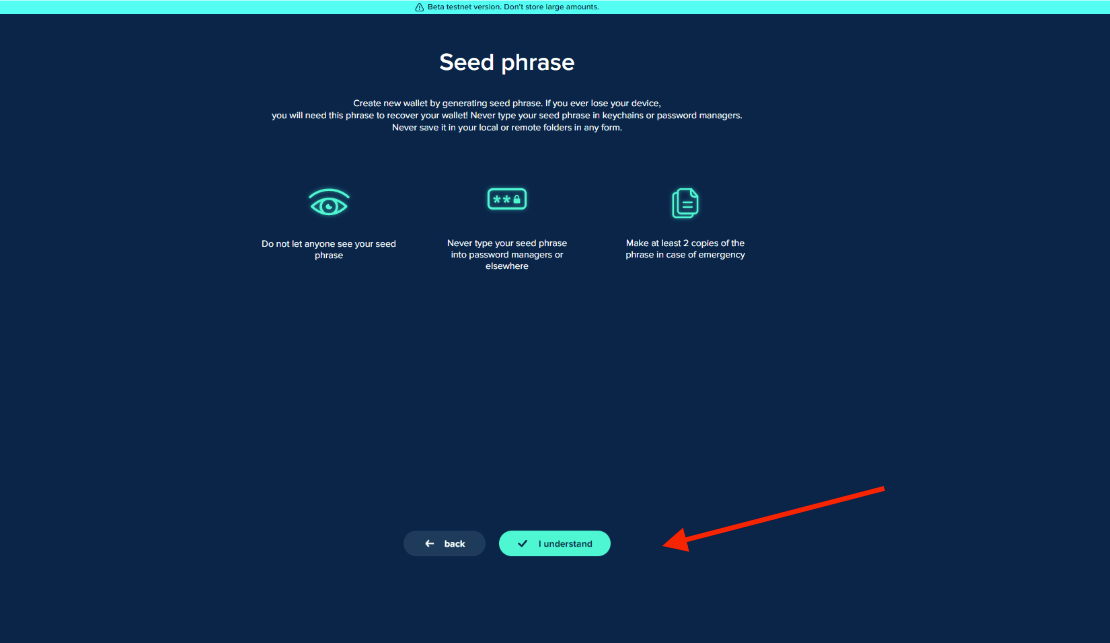 Beta testnet version. Don't store large amounts.
Seed phrase
Create new wallet by generating seed phrase. If you ever lose your device,
you will need this phrase to recover your wallet! Never type your seed phrase in keychains or password managers.
Never save it in your local or remote folders in any form.
Do not let anyone see your seed
phrase
Never type your seed phrase
into password managers or
elsewhere
Make at least 2 copies of the
phrase in case of emergency
back
I understand